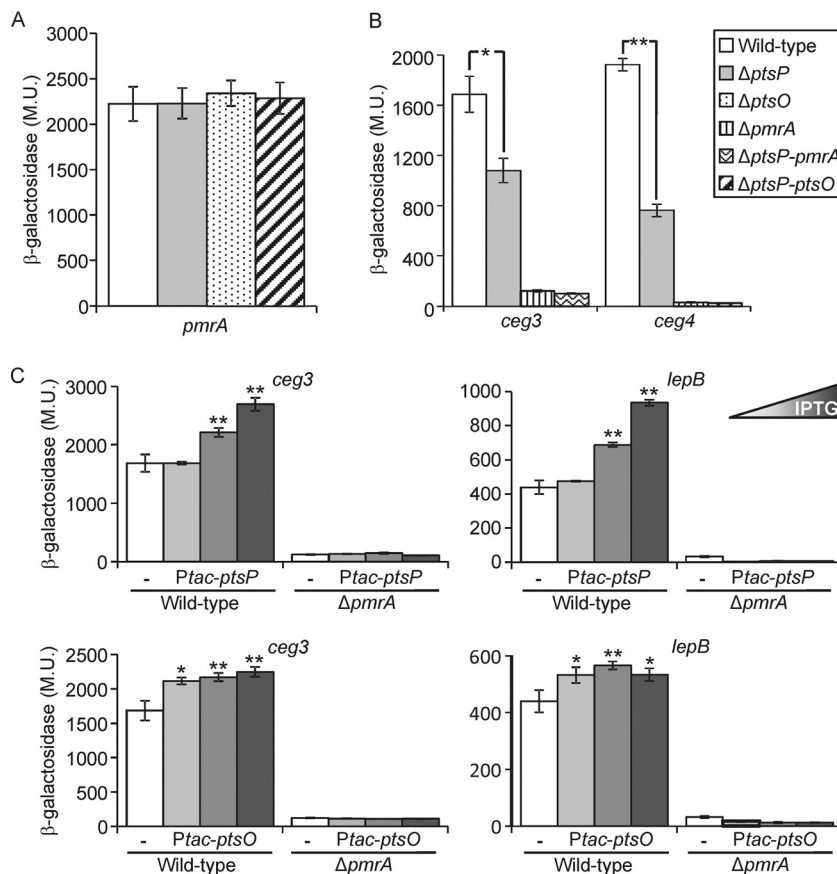 A
β-galactosidase (M.U.)
3000
2500
2000
1500
1000
500
0
pmrA
B
β-galactosidase (M.U.)
2000
1600
1200
800
400
0
*
**
ceg3
ceg4
Wild-type
ΔptsP
ΔptsO
ΔpmrA
ΔptsP-pmrA
ΔptsP-ptsO
C
β-galactosidase (M.U.)
ceg3
3000
2000
1000
0
**
**
- Ptac-ptsP - Ptac-ptsP
Wild-type ΔpmrA
lepB
1000
800
600
400
200
0
**
**
- Ptac-ptsP - Ptac-ptsP
Wild-type ΔpmrA
IPTG
β-galactosidase (M.U.)
ceg3
2500
2000
1500
1000
500
0
* ** **
- Ptac-ptsO - Ptac-ptsO
Wild-type ΔpmrA
lepB
600
400
200
0
* ** *
- Ptac-ptsO - Ptac-ptsO
Wild-type ΔpmrA